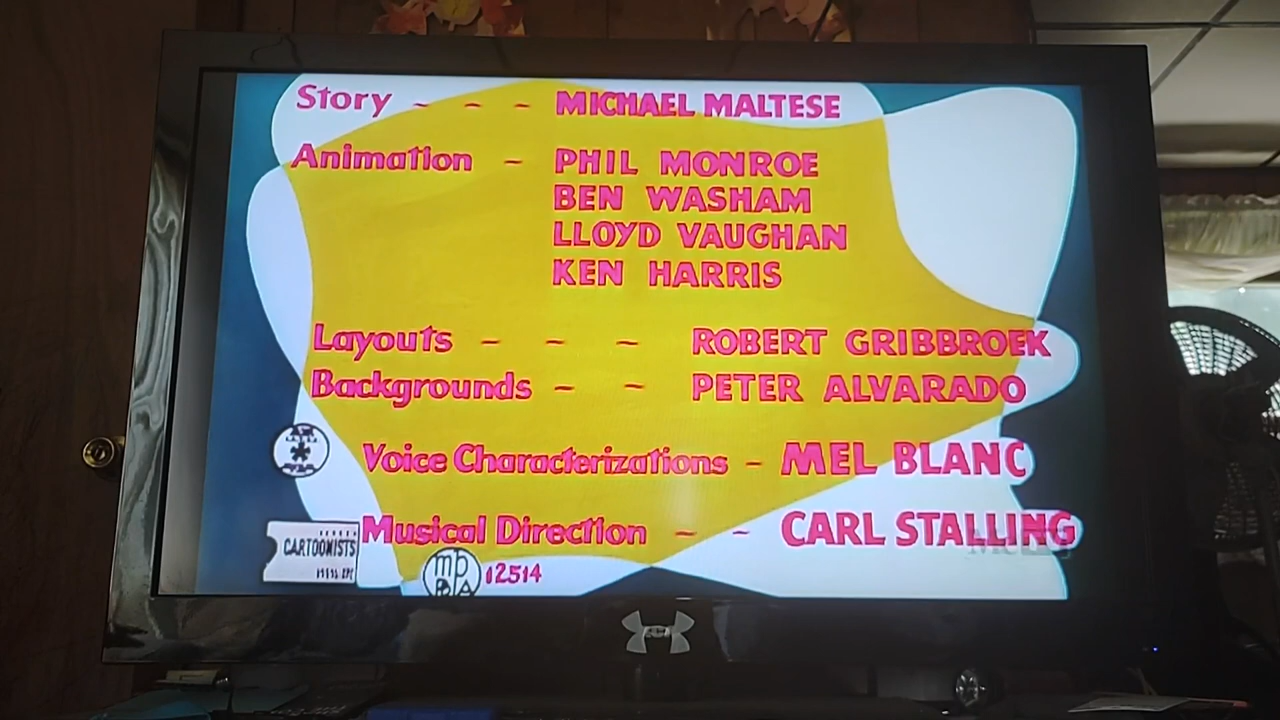 Story - - - MICHAEL MALTESE
Animation - PHIL MONROE
BEN WASHAM
LLOYD VAUGHAN
KEN HARRIS
Layouts - - - ROBERT GRIBBROEK
Backgrounds - - PETER ALVARADO
Voice Characterizations - MEL BLANC
Musical Direction - - CARL STALLING
CARTOONISTS
12514